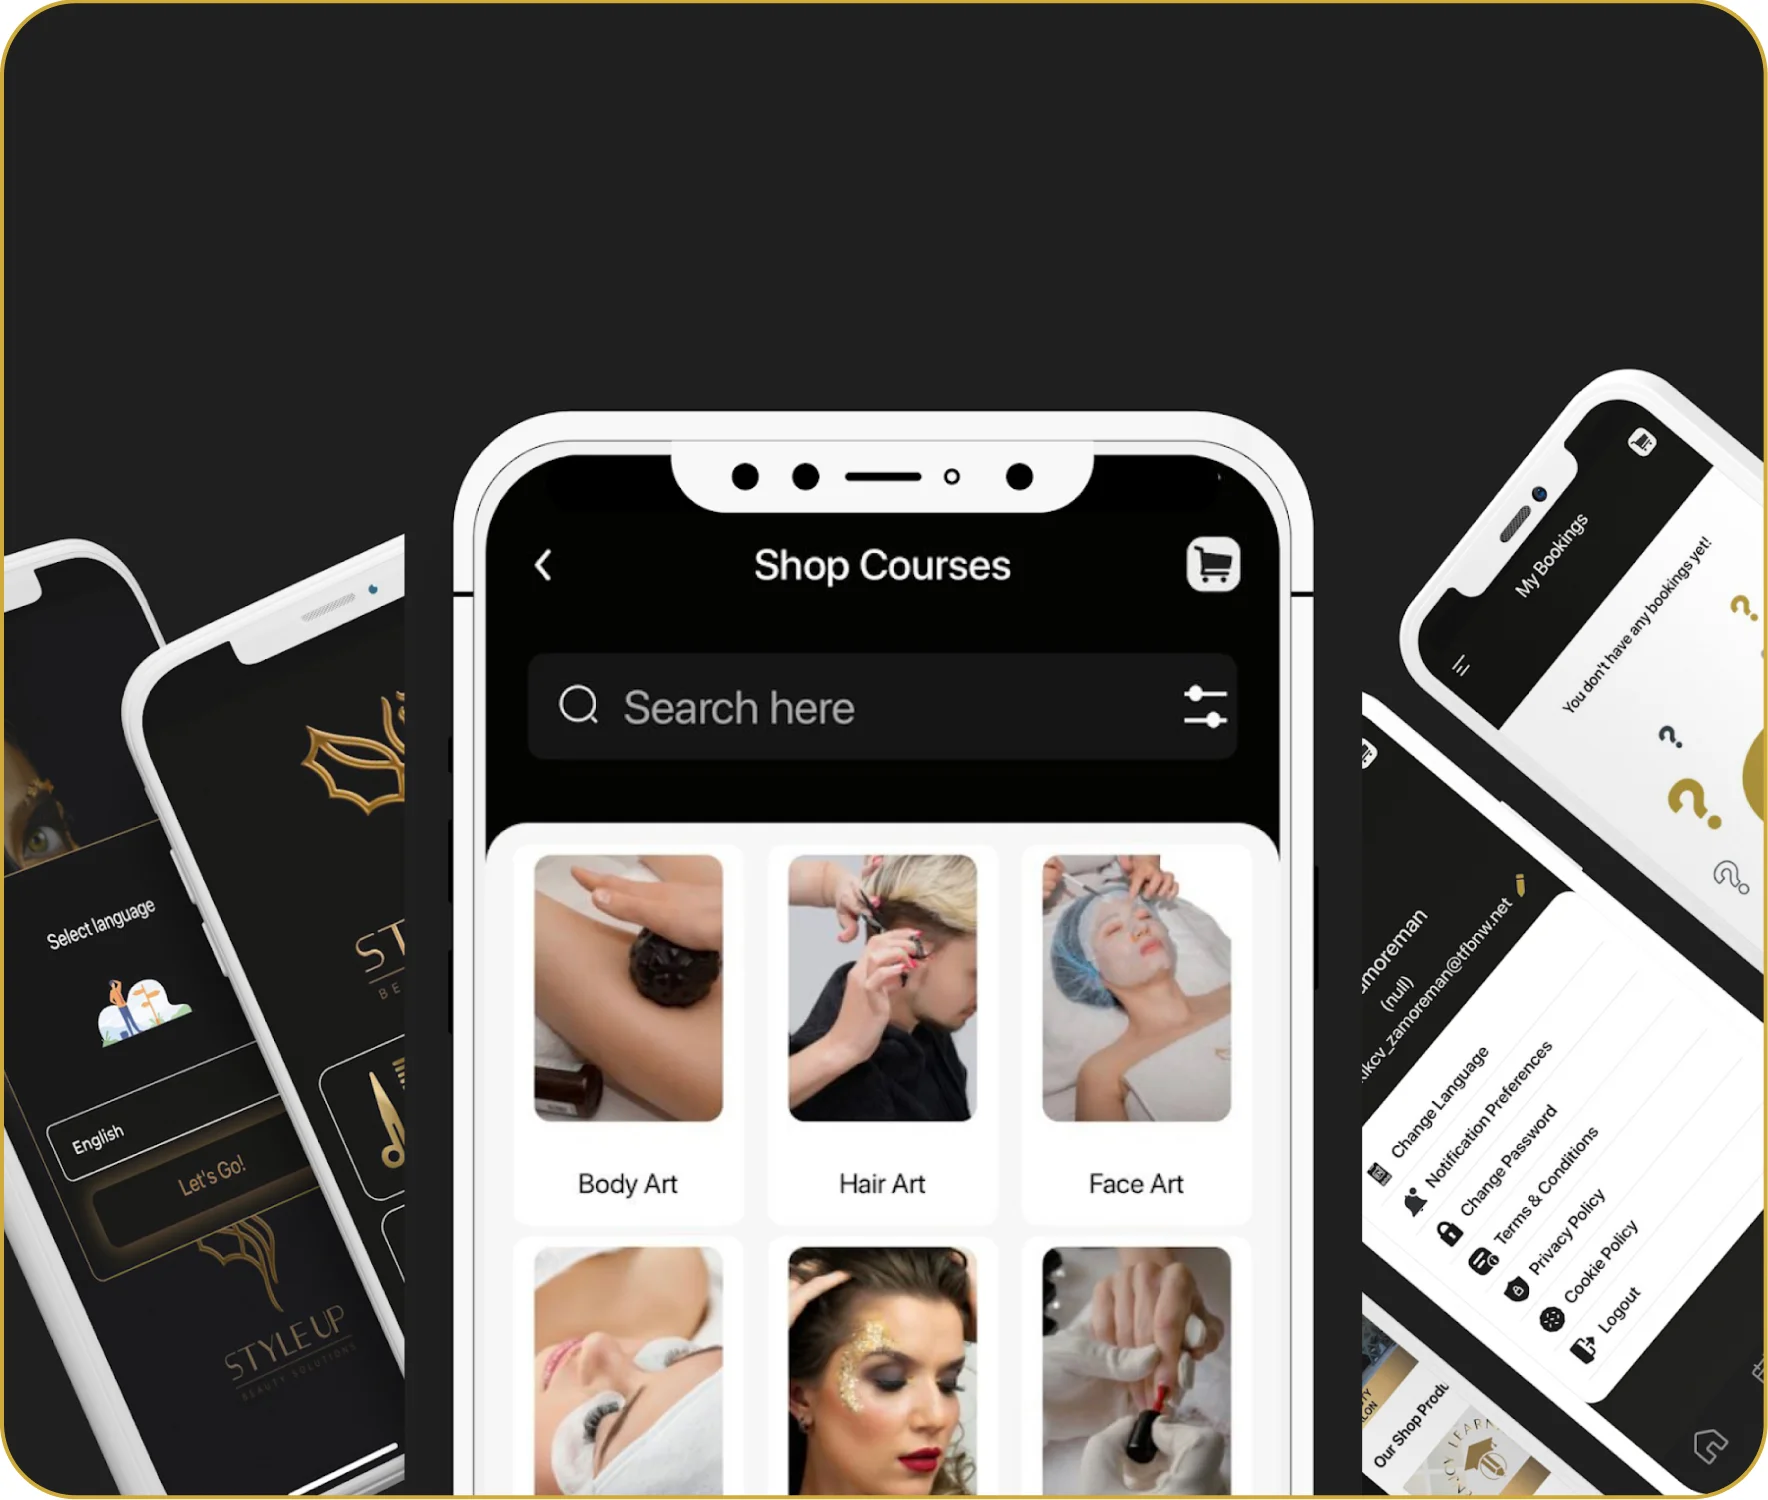 Shop Courses
Search here
Body Art
Hair Art
Face Art
Select language
English
Let's Go!
STYLE UP
BEAUTY SOLUTIONS
ST
BE
My Bookings
You don't have any bookings yet!
moreman
(null)
kcv_zamoreman@tfbnw.net
Change Language
Notification Preferences
Change Password
Terms & Conditions
Privacy Policy
Cookie Policy
Logout
Our Shop Produ